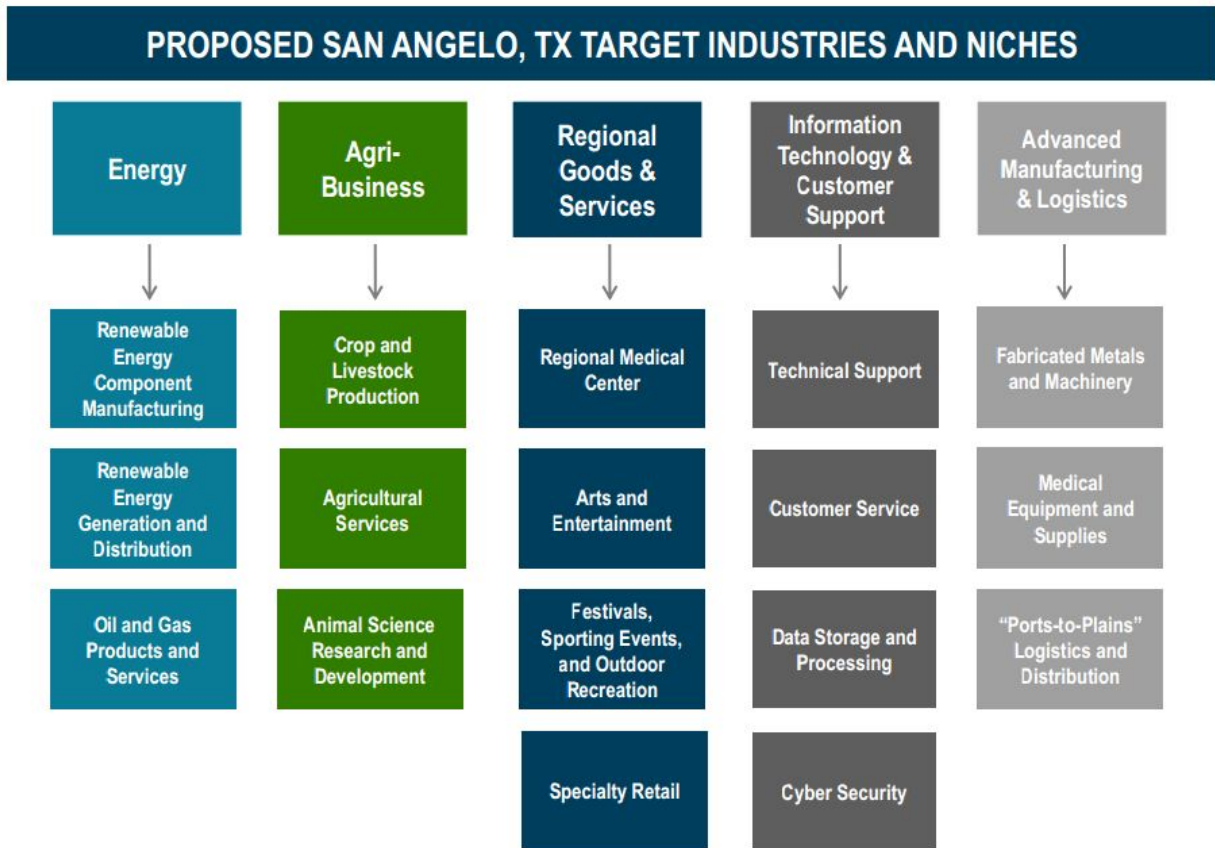 PROPOSED SAN ANGELO, TX TARGET INDUSTRIES AND NICHES
Energy
Agri-
Business
Regional
Goods &
Services
Information
Technology &
Customer
Support
Advanced
Manufacturing
& Logistics
Renewable
Energy
Component
Manufacturing
Crop and
Livestock
Production
Regional Medical
Center
Technical Support
Fabricated Metals
and Machinery
Renewable
Energy
Generation and
Distribution
Agricultural
Services
Arts and
Entertainment
Customer Service
Medical
Equipment and
Supplies
Oil and Gas
Products and
Services
Animal Science
Research and
Development
Festivals,
Sporting Events,
and Outdoor
Recreation
Data Storage and
Processing
“Ports-to-Plains”
Logistics and
Distribution
Specialty Retail
Cyber Security